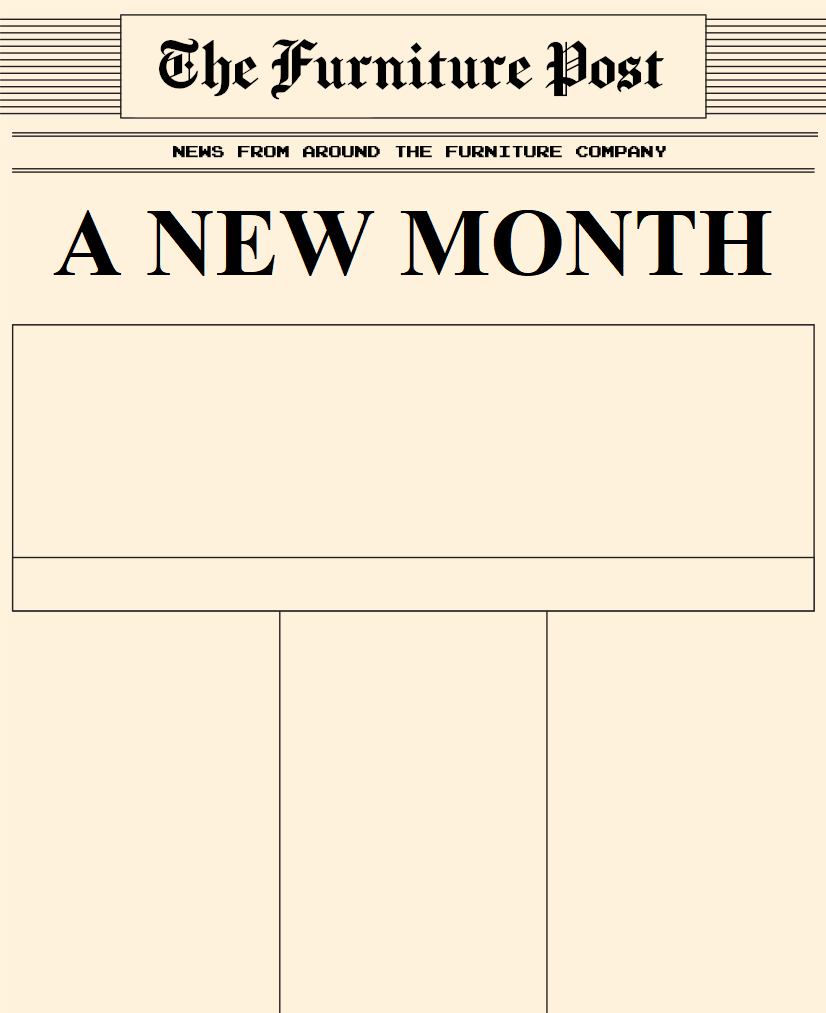 The Furniture Post
NEWS FROM AROUND THE FURNITURE COMPANY
A NEW MONTH